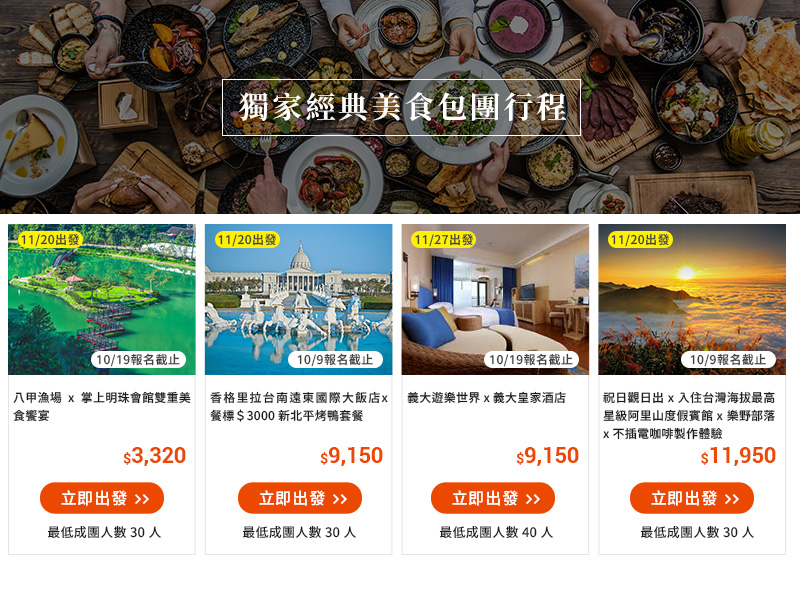 獨家經典美食包團行程
11/20出發
10/19報名截止
八甲漁場 x 掌上明珠會館雙重美
食饗宴
$3,320
立即出發 >>
最低成團人數 30 人
11/20出發
10/9報名截止
香格里拉台南遠東國際大飯店x
餐標＄3000 新北平烤鴨套餐
$9,150
立即出發 >>
最低成團人數 30 人
11/27出發
10/19報名截止
義大遊樂世界 x 義大皇家酒店
$9,150
立即出發 >>
最低成團人數 40 人
11/20出發
10/9報名截止
祝日觀日出 x 入住台灣海拔最高
星級阿里山度假賓館 x 樂野部落
x 不插電咖啡製作體驗
$11,950
立即出發 >>
最低成團人數 30 人